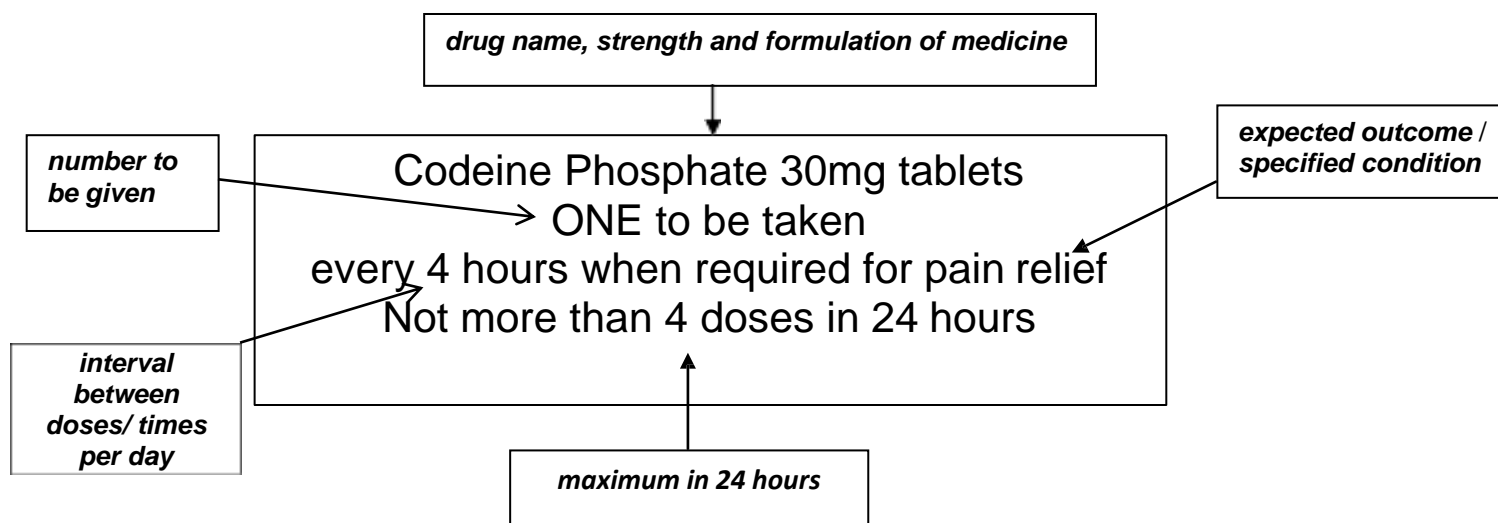 drug name, strength and formulation of medicine
number to
be given
expected outcome /
specified condition
Codeine Phosphate 30mg tablets
ONE to be taken
every 4 hours when required for pain relief
Not more than 4 doses in 24 hours
interval
between
doses/ times
per day
maximum in 24 hours